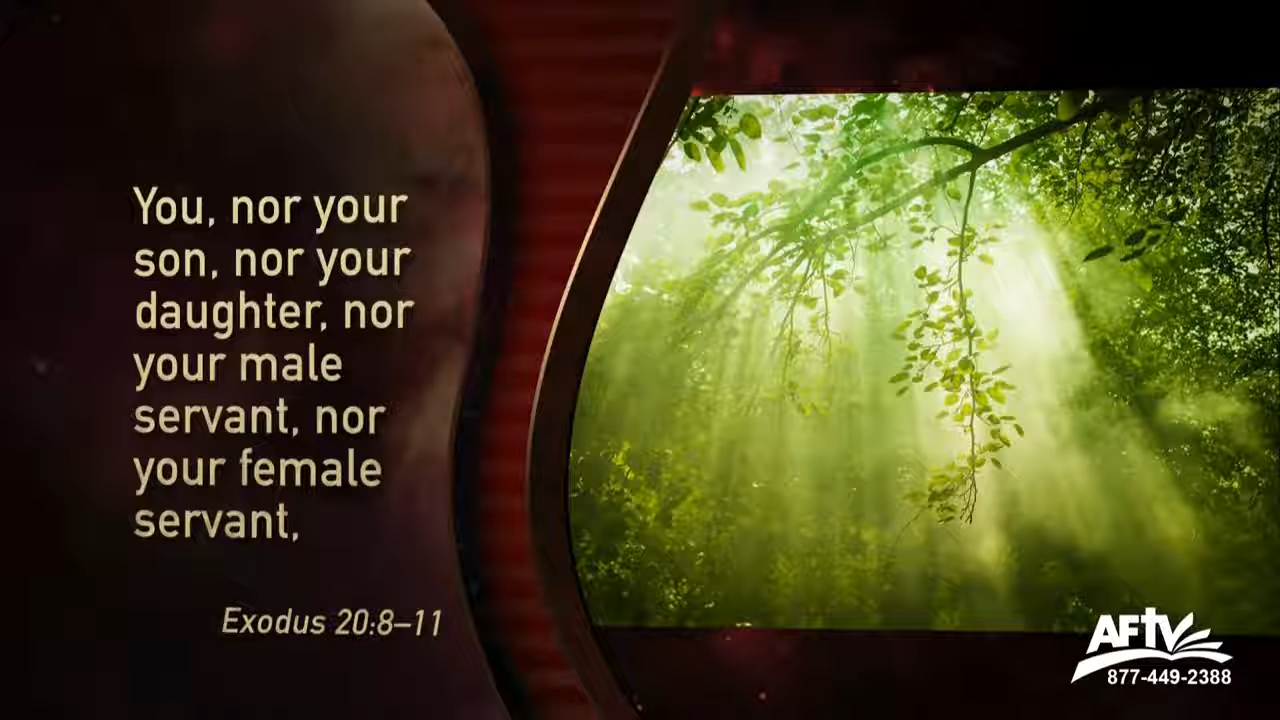 You, nor your
son, nor your
daughter, nor
your male
servant, nor
your female
servant,
Exodus 20:8–11
AFTV
877-449-2388